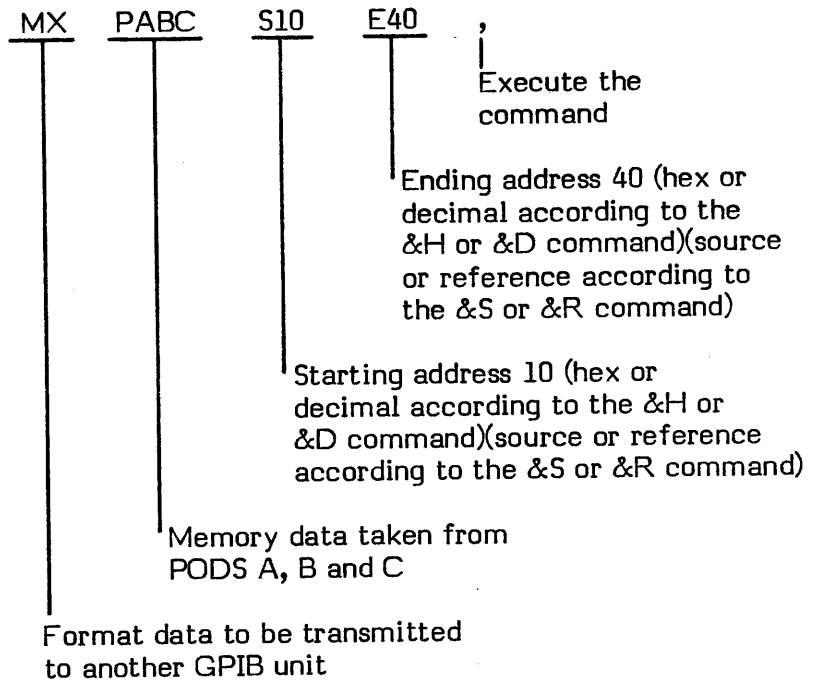 MX PABC S10 E40 ,
Execute the
command
Ending address 40 (hex or
decimal according to the
&H or &D command)(source
or reference according to
the &S or &R command)
Starting address 10 (hex or
decimal according to the &H or
&D command)(source or reference
according to the &S or &R command)
Memory data taken from
PODS A, B and C
Format data to be transmitted
to another GPIB unit